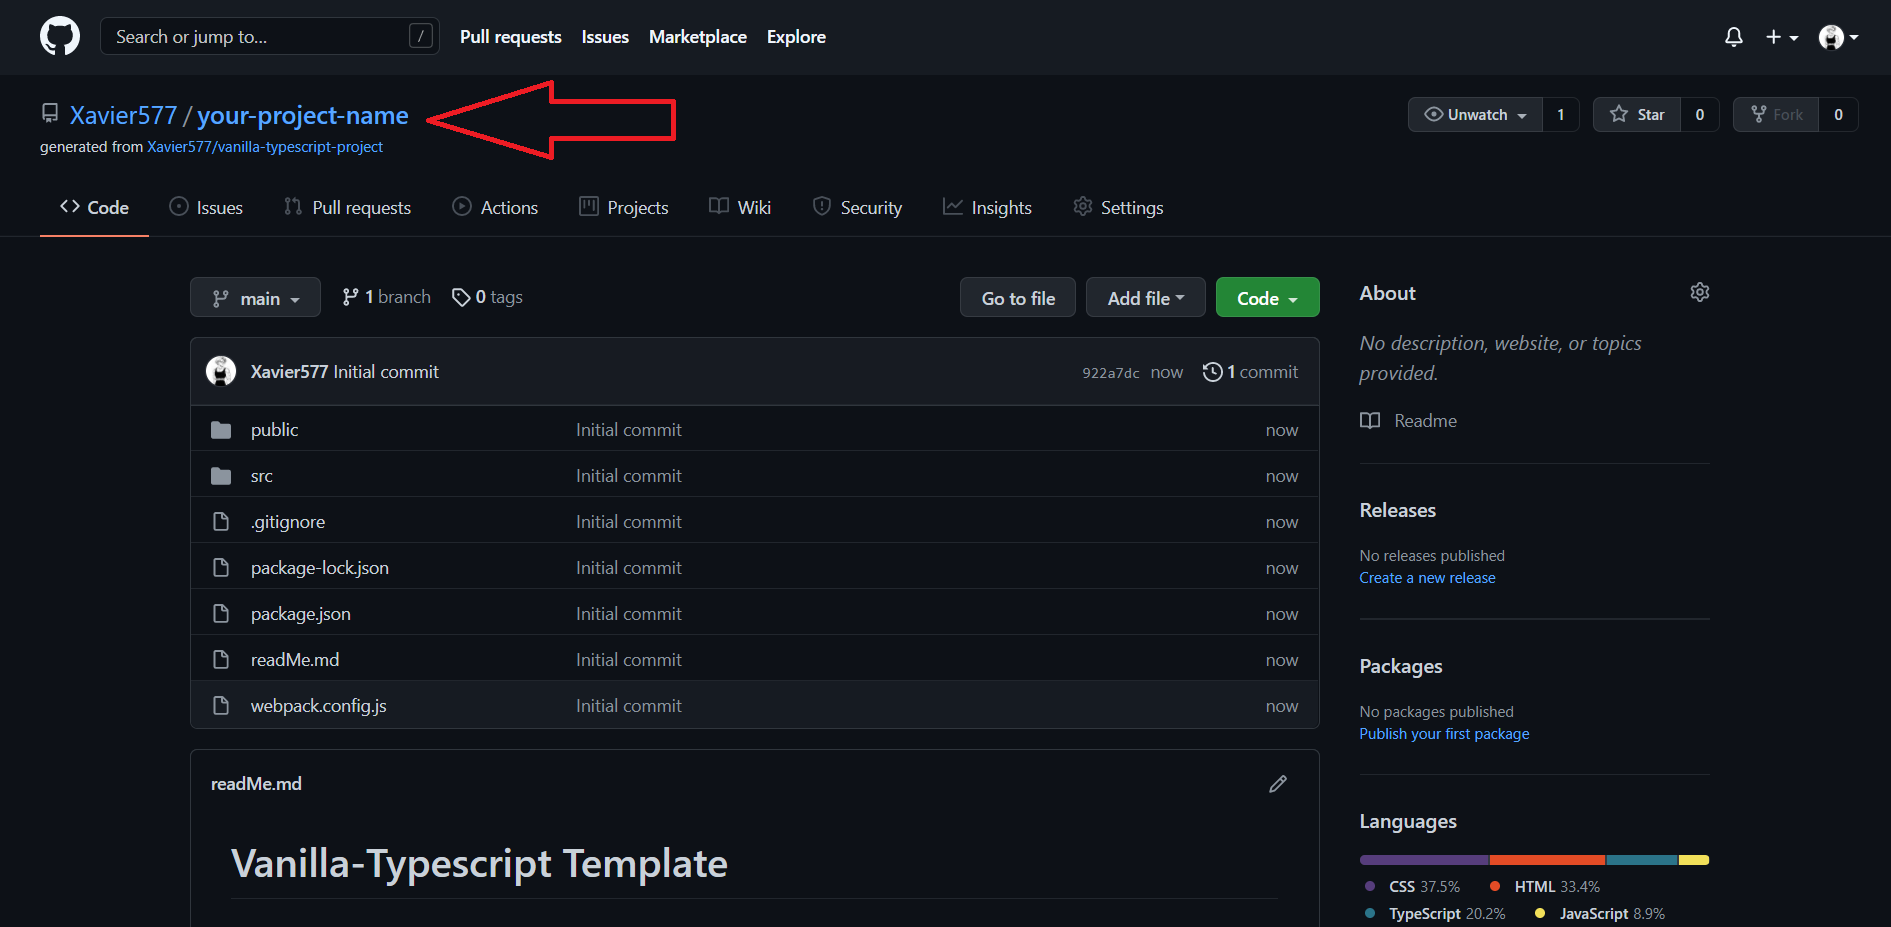 Search or jump to... / Pull requests Issues Marketplace Explore
Xavier577 / your-project-name
generated from Xavier577/vanilla-typescript-project
Unwatch 1 Star 0 Fork 0
Code Issues Pull requests Actions Projects Wiki Security Insights Settings
main 1 branch 0 tags Go to file Add file Code
Xavier577 Initial commit 922a7dc now 1 commit
public Initial commit now
src Initial commit now
.gitignore Initial commit now
package-lock.json Initial commit now
package.json Initial commit now
readMe.md Initial commit now
webpack.config.js Initial commit now
readMe.md
Vanilla-Typescript Template
About
No description, website, or topics
provided.
Readme
Releases
No releases published
Create a new release
Packages
No packages published
Publish your first package
Languages
CSS 37.5% HTML 33.4%
TypeScript 20.2% JavaScript 8.9%